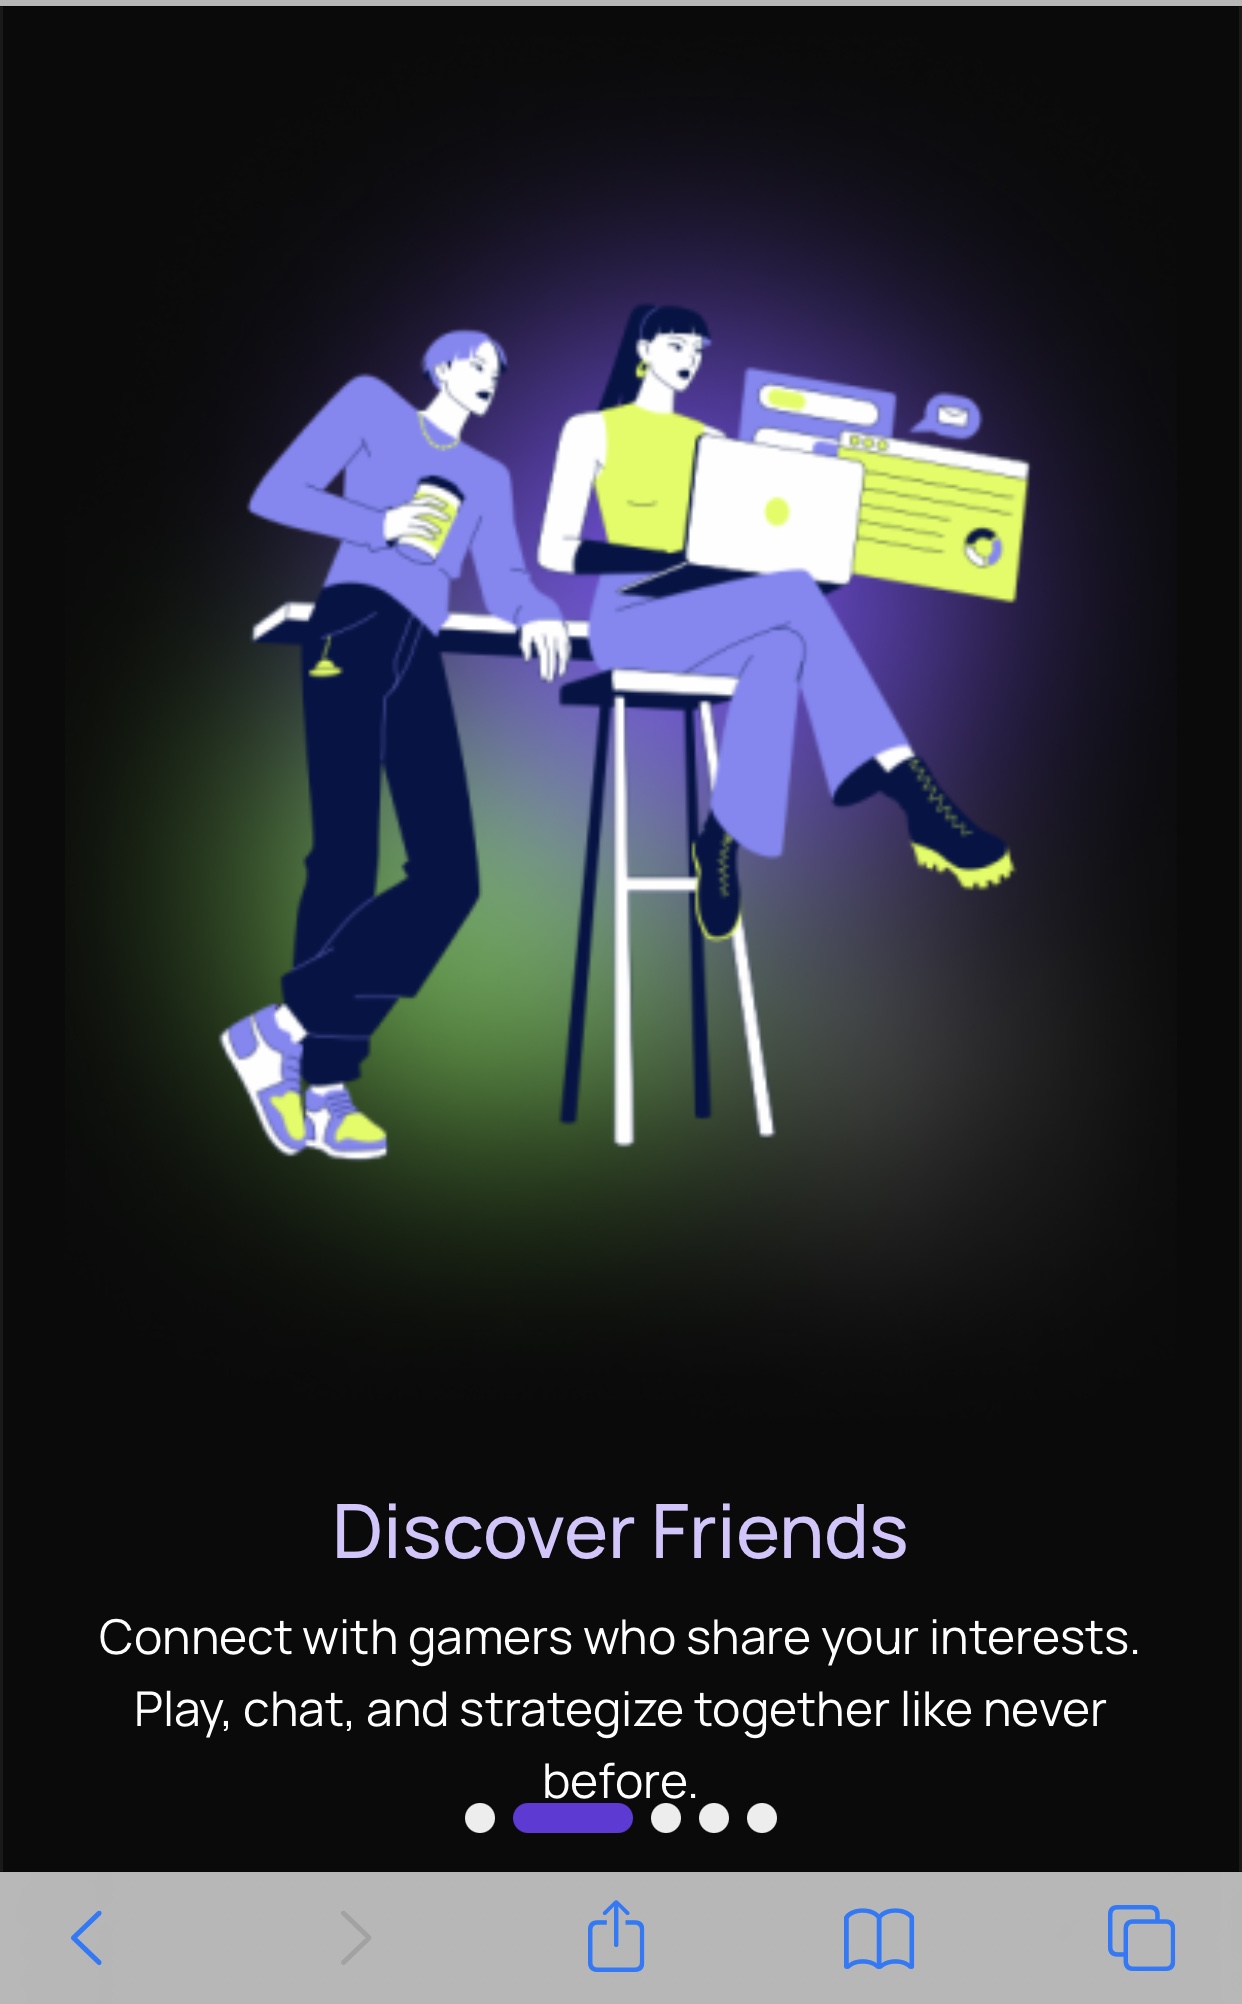 Discover Friends
Connect with gamers who share your interests.
Play, chat, and strategize together like never
before.